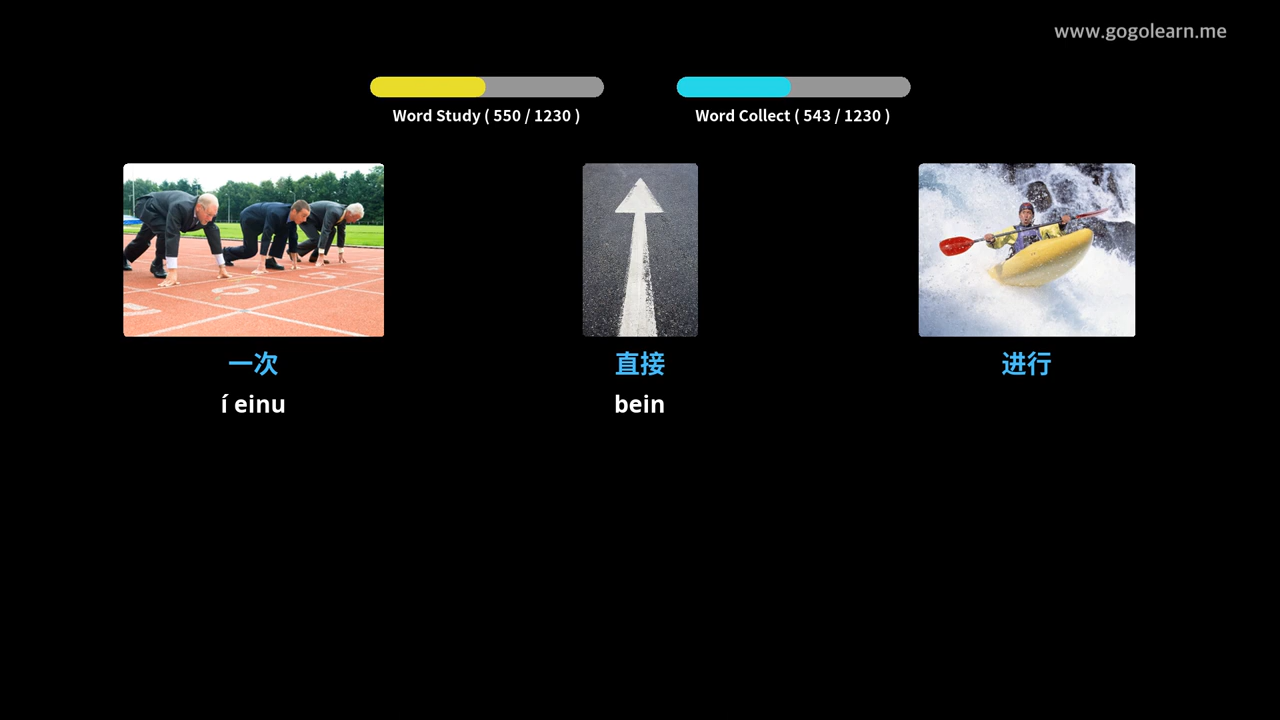 www.gogolearn.me
Word Study ( 550 / 1230 )
Word Collect ( 543 / 1230 )
一次
直接
进行
í einu
bein